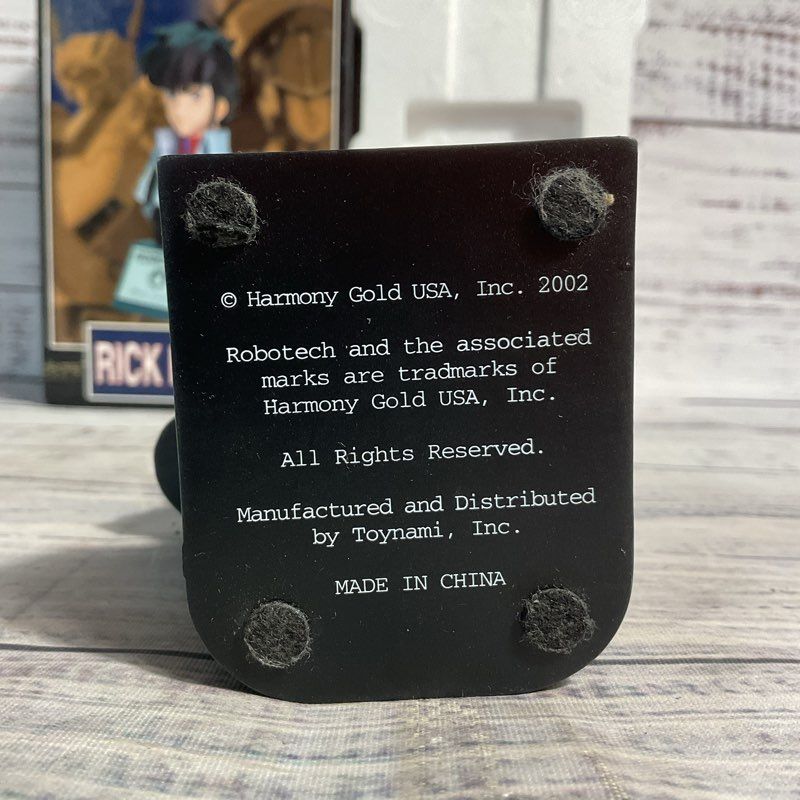 © Harmony Gold USA, Inc. 2002
Robotech and the associated
marks are tradmarks of
Harmony Gold USA, Inc.
All Rights Reserved.
Manufactured and Distributed
by Toynami, Inc.
MADE IN CHINA
RICK